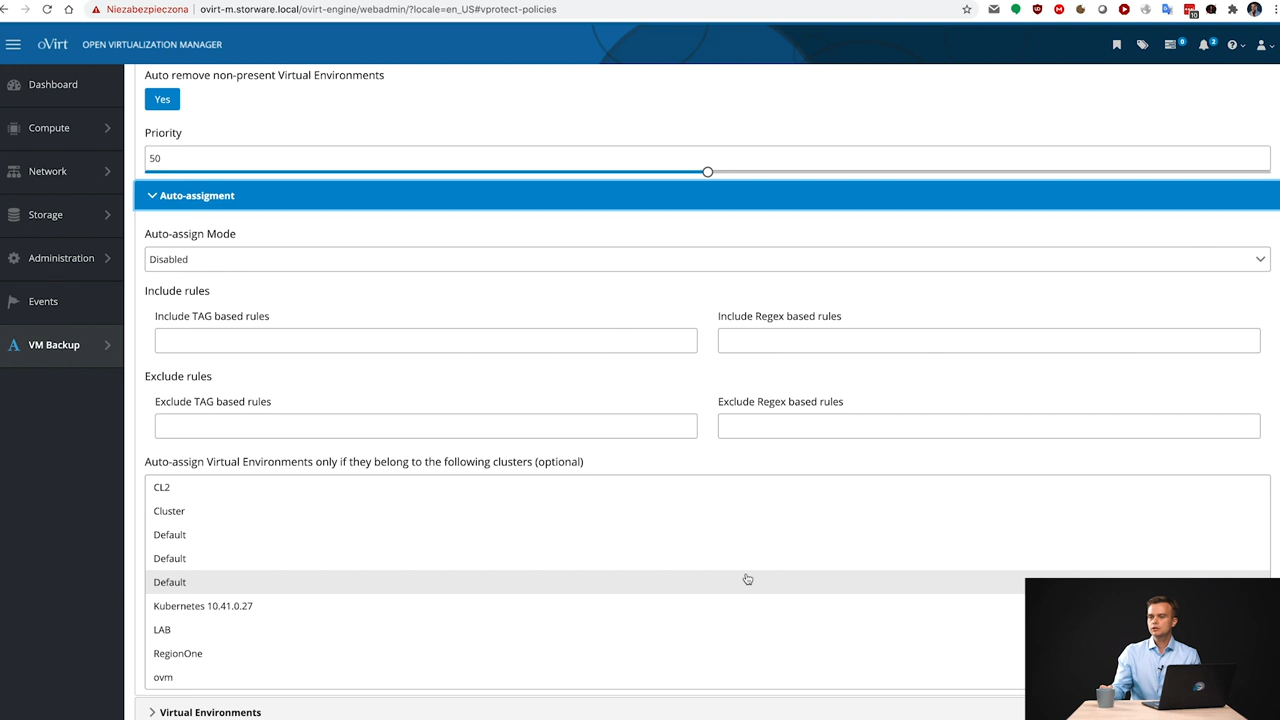 Niezabezpieczona ovirt-m.storware.local/ovirt-engine/webadmin/?locale=en_US#vprotect-policies
10
oVirt OPEN VIRTUALIZATION MANAGER
0
2
Dashboard
Compute
Network
Storage
Administration
Events
VM Backup
Auto remove non-present Virtual Environments
Yes
Priority
50
Auto-assigment
Auto-assign Mode
Disabled
Include rules
Include TAG based rules Include Regex based rules
Exclude rules
Exclude TAG based rules Exclude Regex based rules
Auto-assign Virtual Environments only if they belong to the following clusters (optional)
CL2
Cluster
Default
Default
Default
Kubernetes 10.41.0.27
LAB
RegionOne
ovm
Virtual Environments